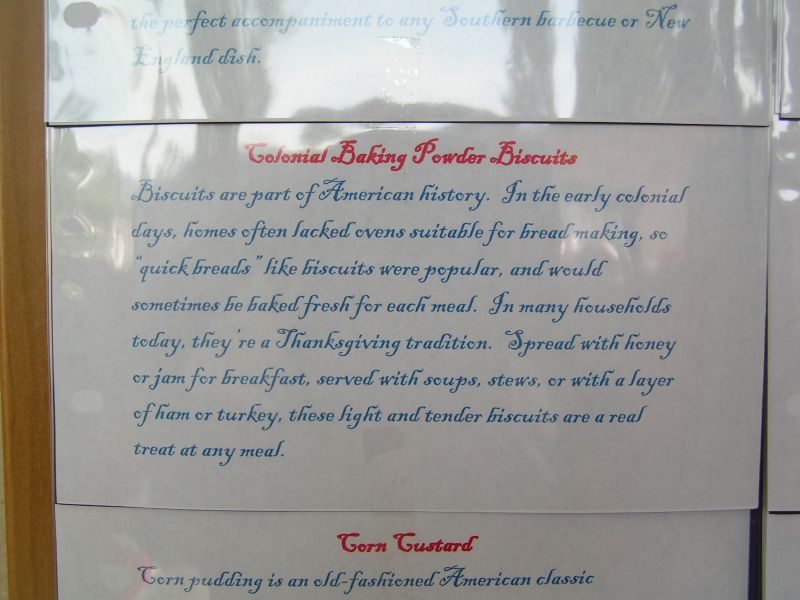 the perfect accompaniment to any Southern barbecue or New
England dish.
Colonial Baking Powder Biscuits
Biscuits are part of American history. In the early colonial
days, homes often lacked ovens suitable for bread making, so
"quick breads" like biscuits were popular, and would
sometimes be baked fresh for each meal. In many households
today, they're a Thanksgiving tradition. Spread with honey
or jam for breakfast, served with soups, stews, or with a layer
of ham or turkey, these light and tender biscuits are a real
treat at any meal.
Corn Custard
Corn pudding is an old-fashioned American classic